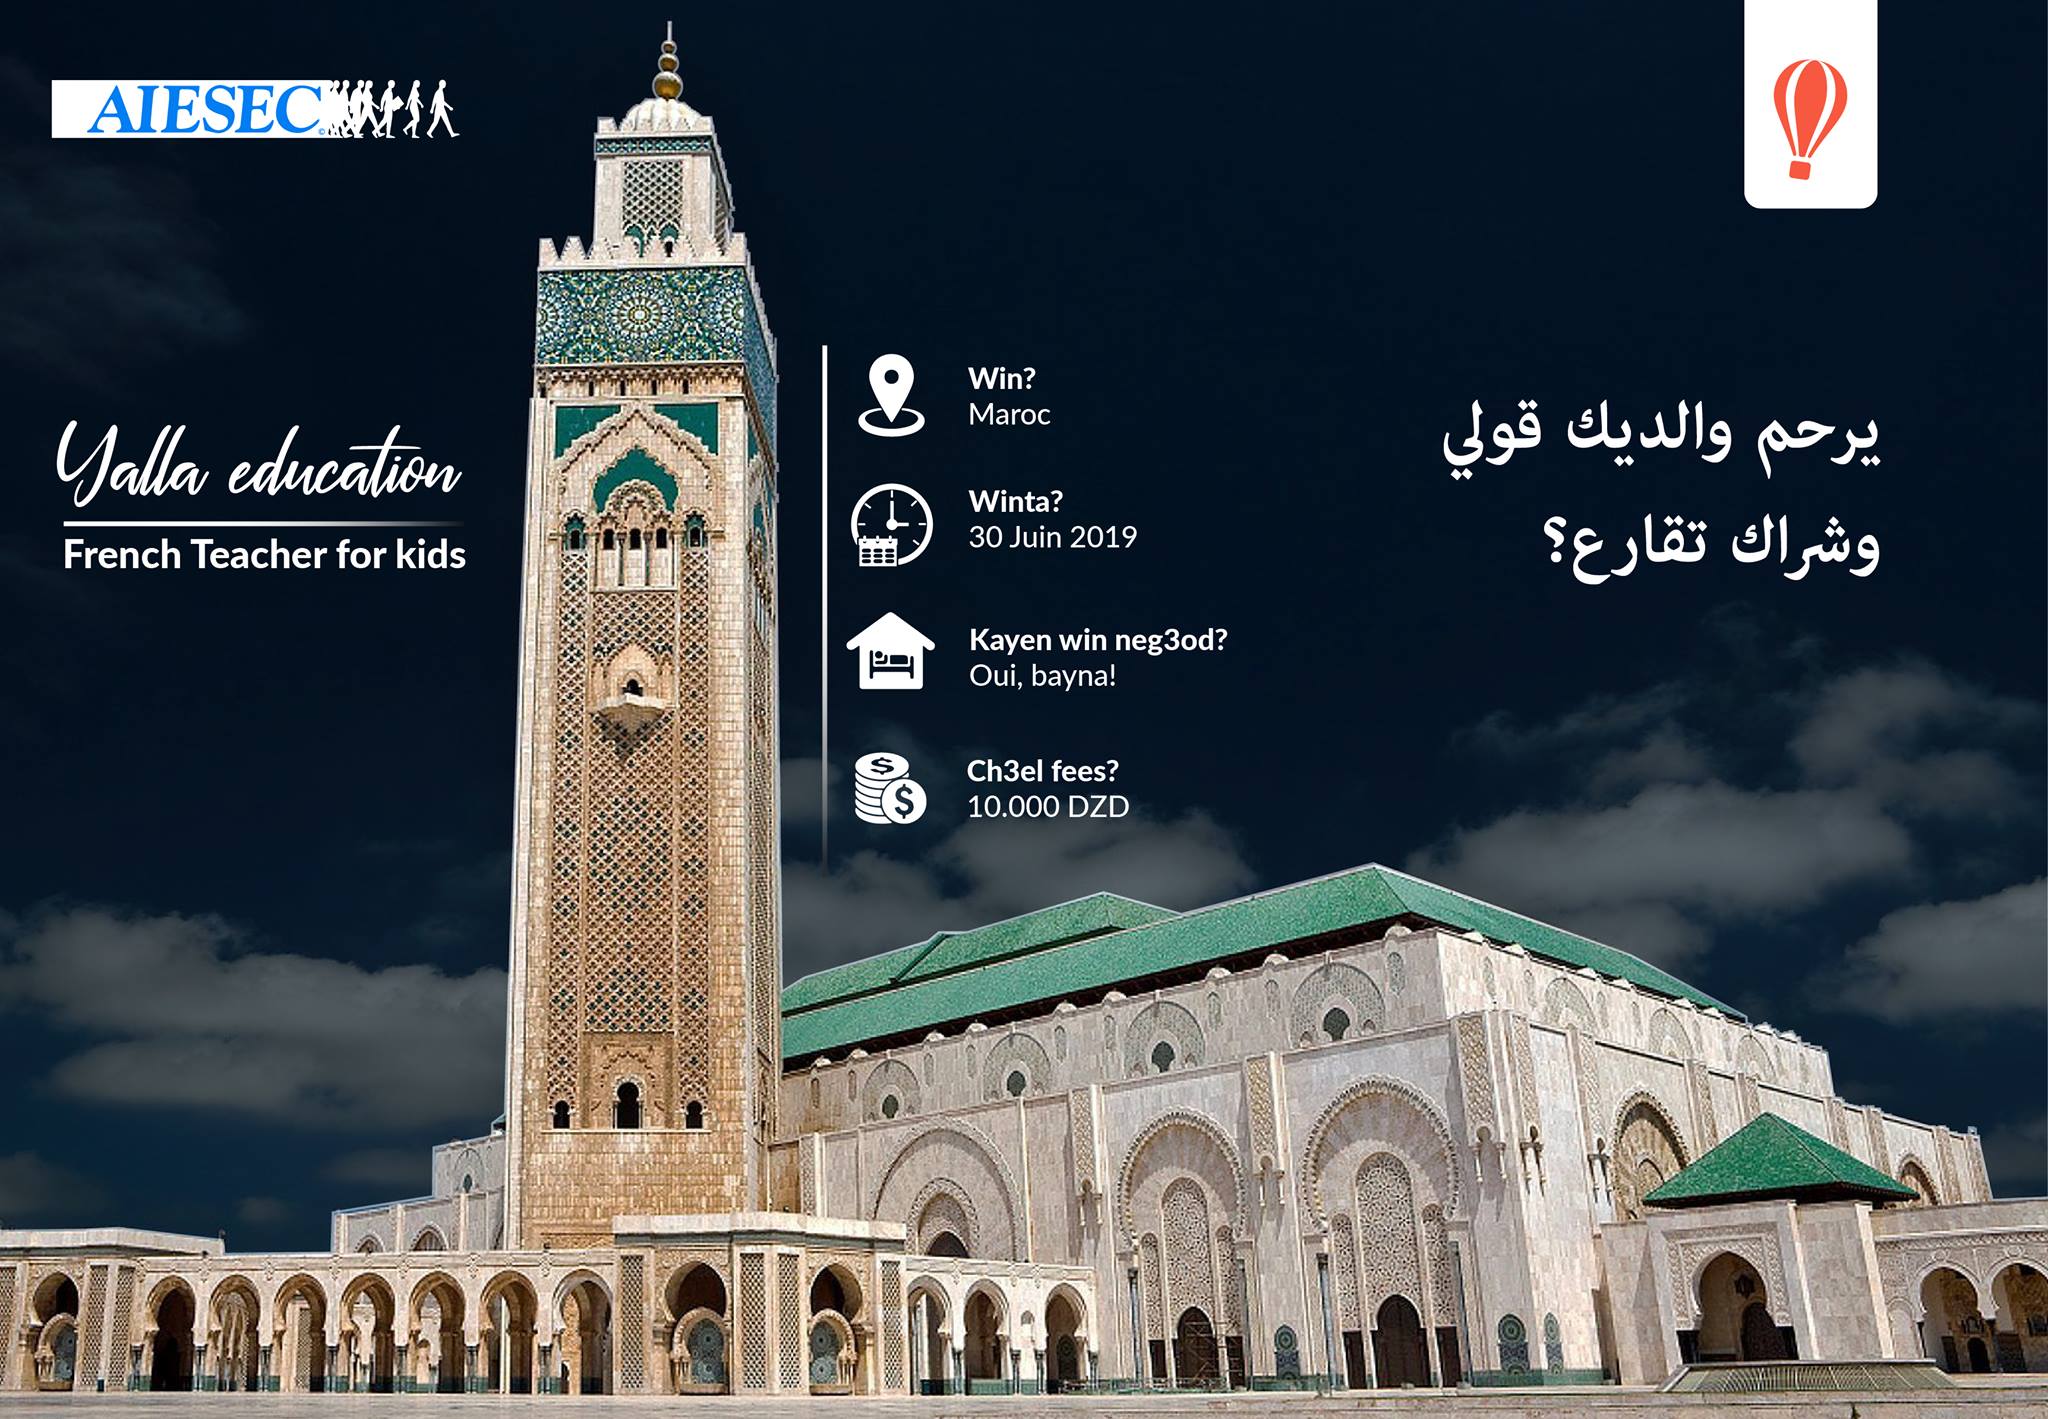 AIESEC
Yalla education
French Teacher for kids
Win?
Maroc
Winta?
30 Juin 2019
Kayen win neg3od?
Oui, bayna!
Ch3el fees?
10.000 DZD
يرحم والديك قولي
وشراك تقارع؟